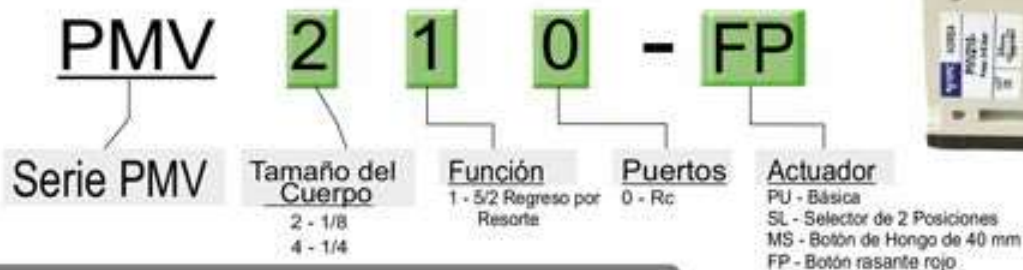 PMV 2 1 0 - FP
Serie PMV
Tamaño del
Cuerpo
2 - 1/8
4 - 1/4
Función
1 - 5/2 Regreso por
Resorte
Puertos
0 - Rc
Actuador
PU - Básica
SL - Selector de 2 Posiciones
MS - Botón de Hongo de 40 mm
FP - Botón rasante rojo